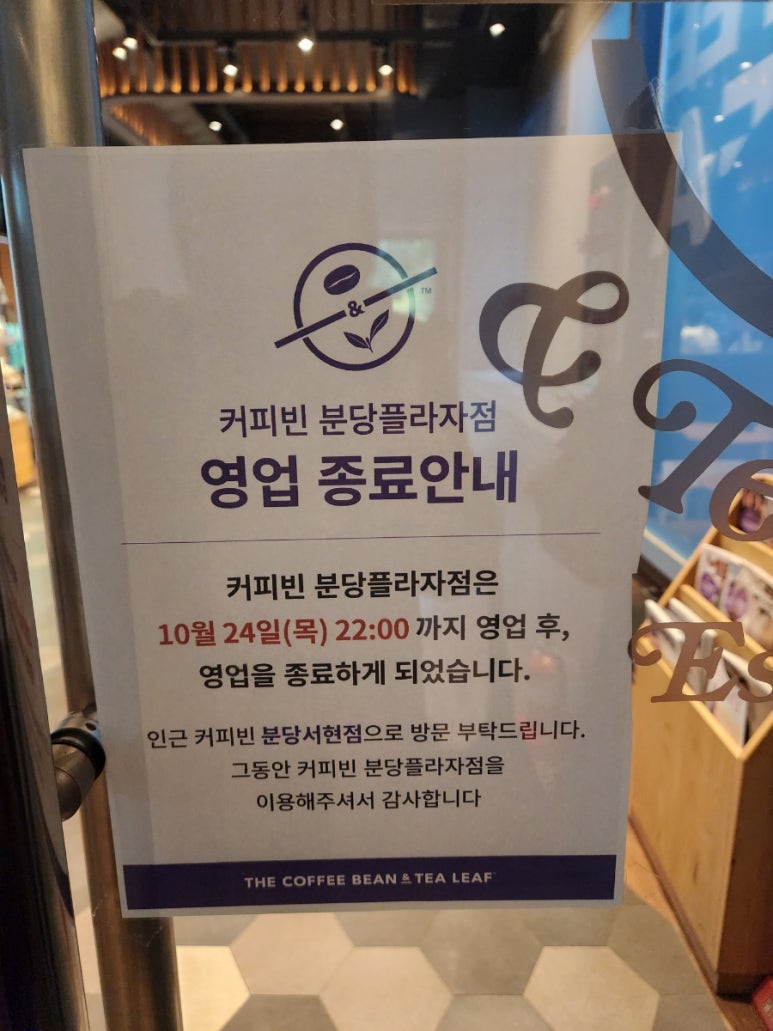 &
TM
커피빈 분당플라자점
영업 종료안내
커피빈 분당플라자점은
10월 24일(목) 22:00 까지 영업 후,
영업을 종료하게 되었습니다.
인근 커피빈 분당서현점으로 방문 부탁드립니다.
그동안 커피빈 분당플라자점을
이용해주셔서 감사합니다
THE COFFEE BEAN & TEA LEAF
&
Te
Es